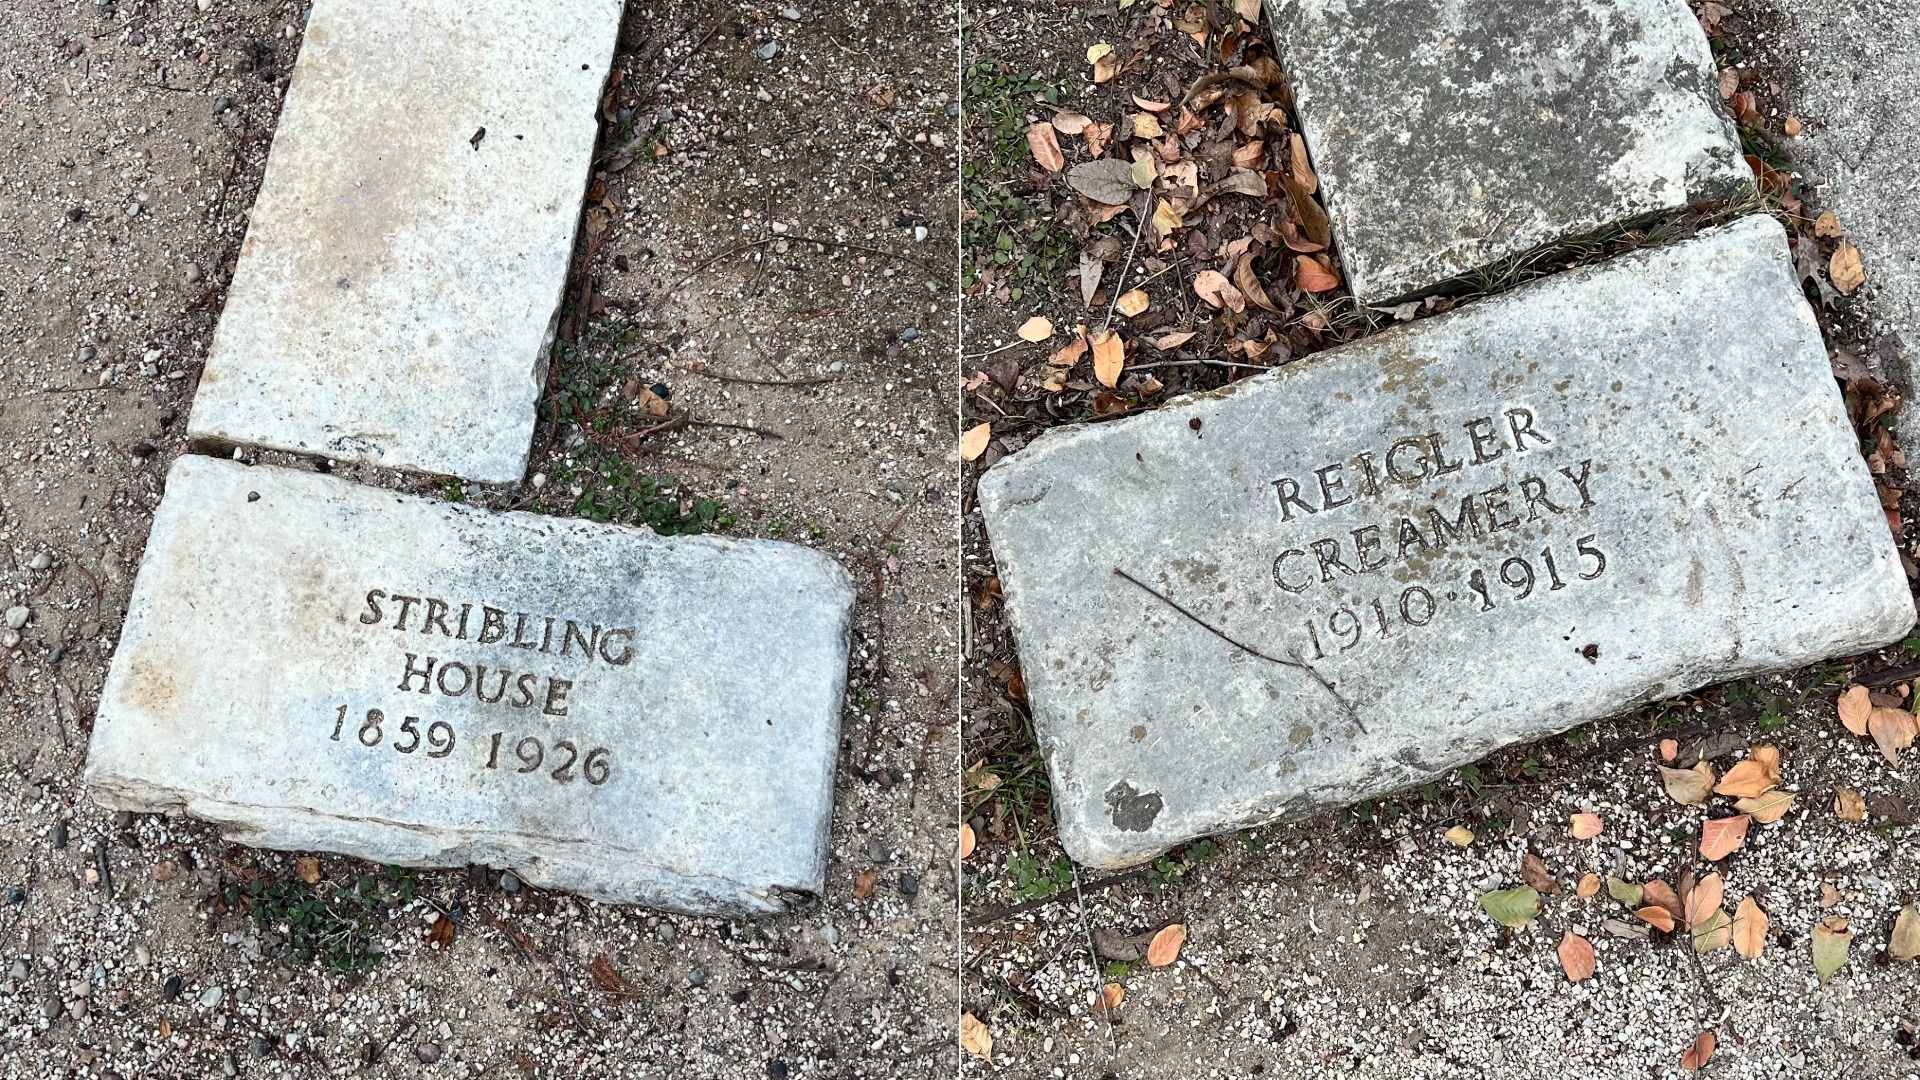 STRIBLING
HOUSE
1859 1926
REIGLER
CREAMERY
1910·1915